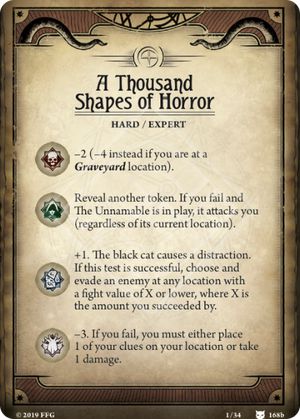 A Thousand
Shapes of Horror
HARD / EXPERT
–2 (–4 instead if you are at a
Graveyard location).
Reveal another token. If you fail and
The Unnamable is in play, it attacks you
(regardless of its current location).
+1. The black cat causes a distraction.
If this test is successful, choose and
evade an enemy at any location with
a fight value of X or lower, where X is
the amount you succeeded by.
–3. If you fail, you must either place
1 of your clues on your location or take
1 damage.
© 2019 FFG 1/34 168b